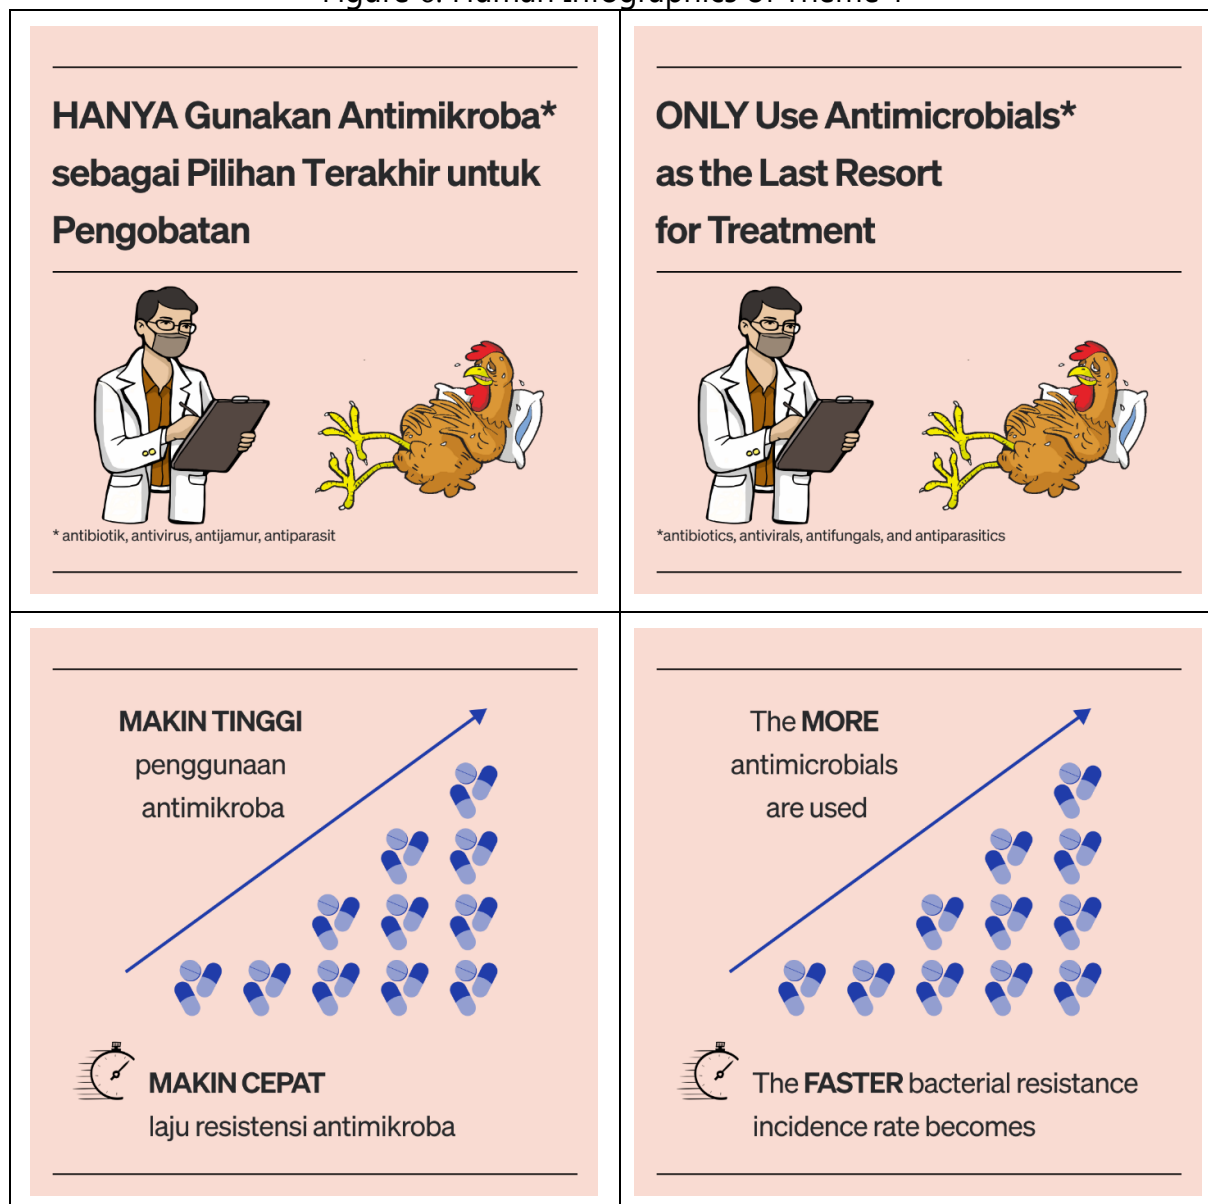 HANYA Gunakan Antimikroba*
sebagai Pilihan Terakhir untuk
Pengobatan
* antibiotik, antivirus, antijamur, antiparasit
ONLY Use Antimicrobials*
as the Last Resort
for Treatment
*antibiotics, antivirals, antifungals, and antiparasitics
MAKIN TINGGI
penggunaan
antimikroba
MAKIN CEPAT
laju resistensi antimikroba
The MORE
antimicrobials
are used
The FASTER bacterial resistance
incidence rate becomes